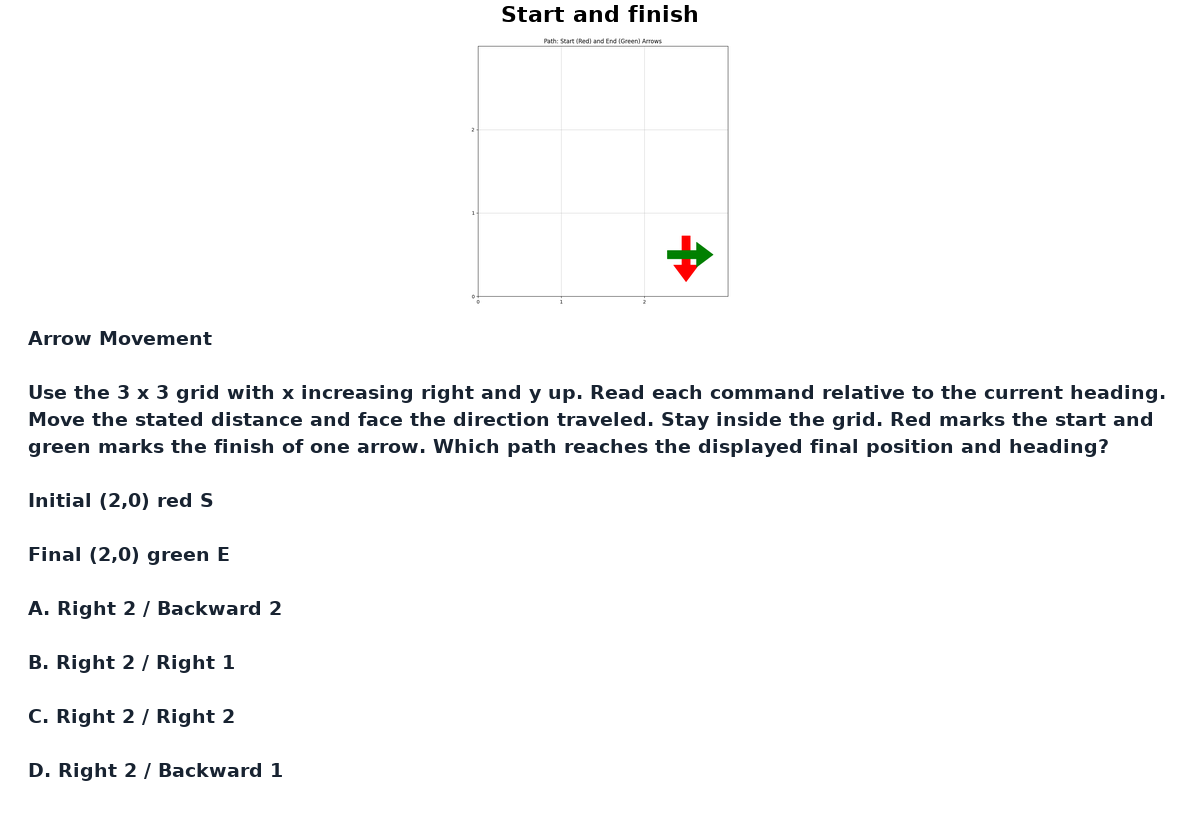 Start and finish
Path: Start (Red) and End (Green) Arrows
2
1
0
0 1 2
Arrow Movement
Use the 3 x 3 grid with x increasing right and y up. Read each command relative to the current heading.
Move the stated distance and face the direction traveled. Stay inside the grid. Red marks the start and
green marks the finish of one arrow. Which path reaches the displayed final position and heading?
Initial (2,0) red S
Final (2,0) green E
A. Right 2 / Backward 2
B. Right 2 / Right 1
C. Right 2 / Right 2
D. Right 2 / Backward 1